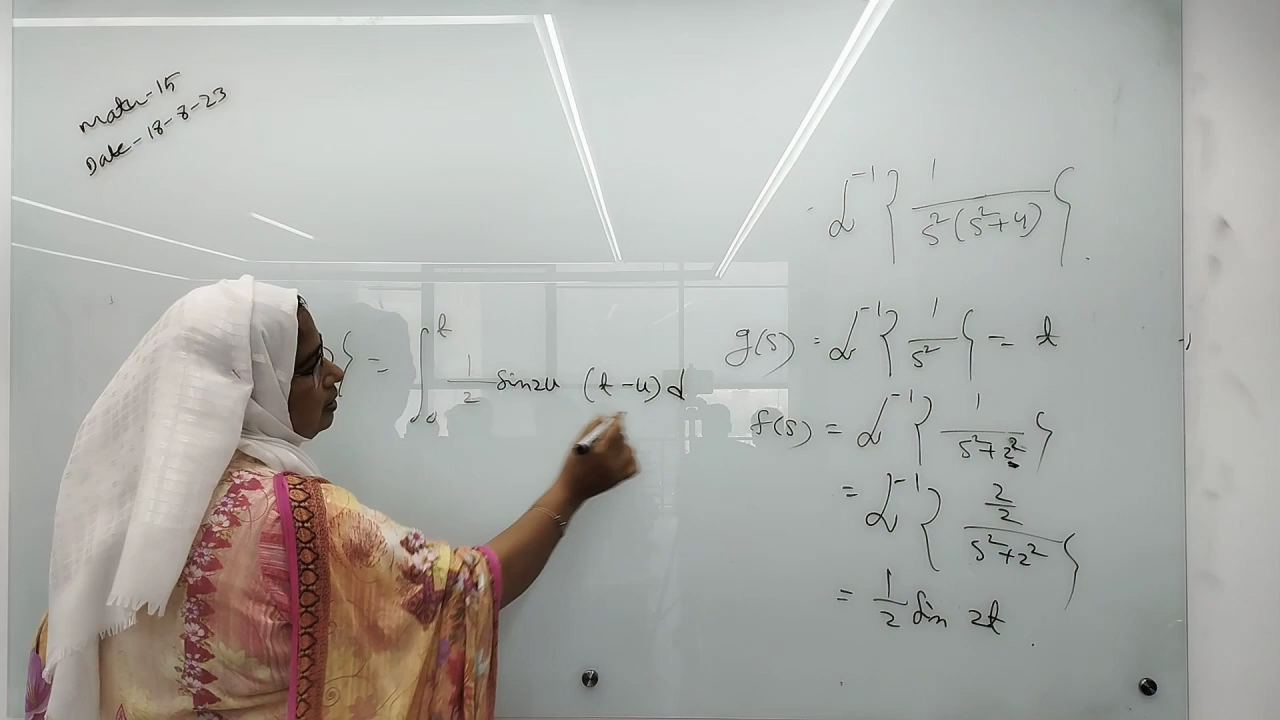 Math-15
Date-18-8-23
ℒ⁻¹{1/(s²(s²+4))}
} = ∫₀ᵗ 1/2 sin2u (t-u) d
g(s) = ℒ⁻¹{1/s²} = t
f(s) = ℒ⁻¹{1/(s²+2²)}
= ℒ⁻¹{(2/2)/(s²+2²)}
= 1/2 sin 2t